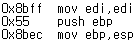 0x8bff  mov edi,edi
0x55    push ebp
0x8bec  mov ebp,esp